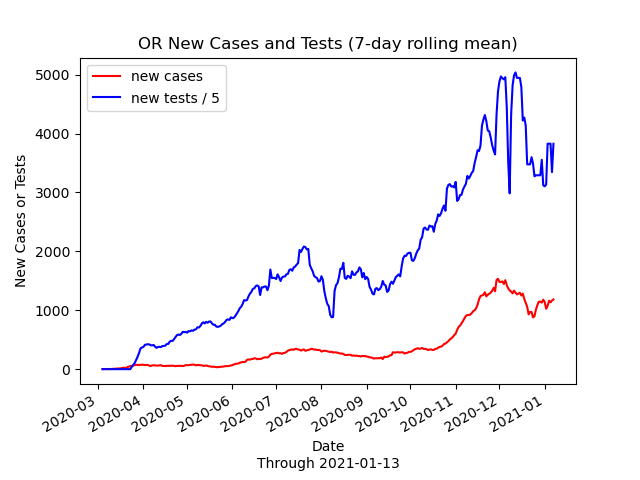 OR New Cases and Tests (7-day rolling mean)
new cases
new tests / 5
New Cases or Tests
5000
4000
3000
2000
1000
0
2020-03
2020-04
2020-05
2020-06
2020-07
2020-08
2020-09
2020-10
2020-11
2020-12
2021-01
Date
Through 2021-01-13